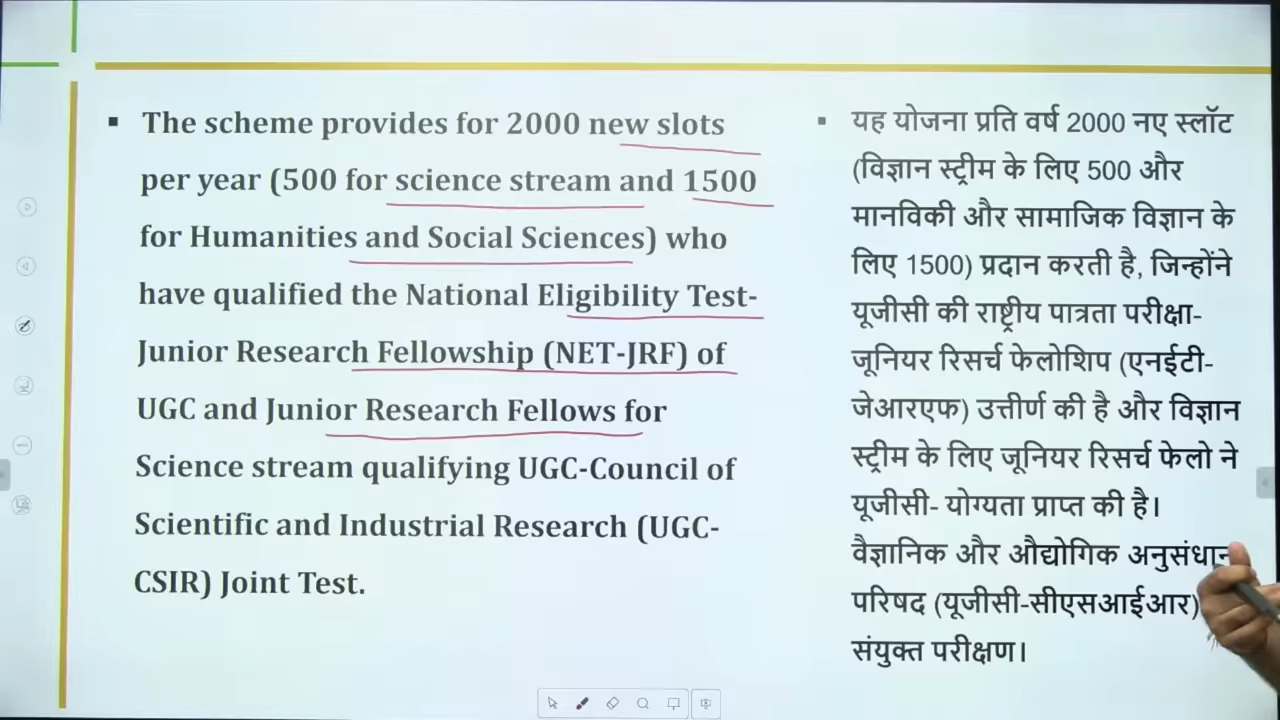 ▪ The scheme provides for 2000 new slots
per year (500 for science stream and 1500
for Humanities and Social Sciences) who
have qualified the National Eligibility Test-
Junior Research Fellowship (NET-JRF) of
UGC and Junior Research Fellows for
Science stream qualifying UGC-Council of
Scientific and Industrial Research (UGC-
CSIR) Joint Test.
▪ यह योजना प्रति वर्ष 2000 नए स्लॉट
(विज्ञान स्ट्रीम के लिए 500 और
मानविकी और सामाजिक विज्ञान के
लिए 1500) प्रदान करती है, जिन्होंने
यूजीसी की राष्ट्रीय पात्रता परीक्षा-
जूनियर रिसर्च फेलोशिप (एनईटी-
जेआरएफ) उत्तीर्ण की है और विज्ञान
स्ट्रीम के लिए जूनियर रिसर्च फेलो ने
यूजीसी- योग्यता प्राप्त की है।
वैज्ञानिक और औद्योगिक अनुसंधान
परिषद (यूजीसी-सीएसआईआर)
संयुक्त परीक्षण।